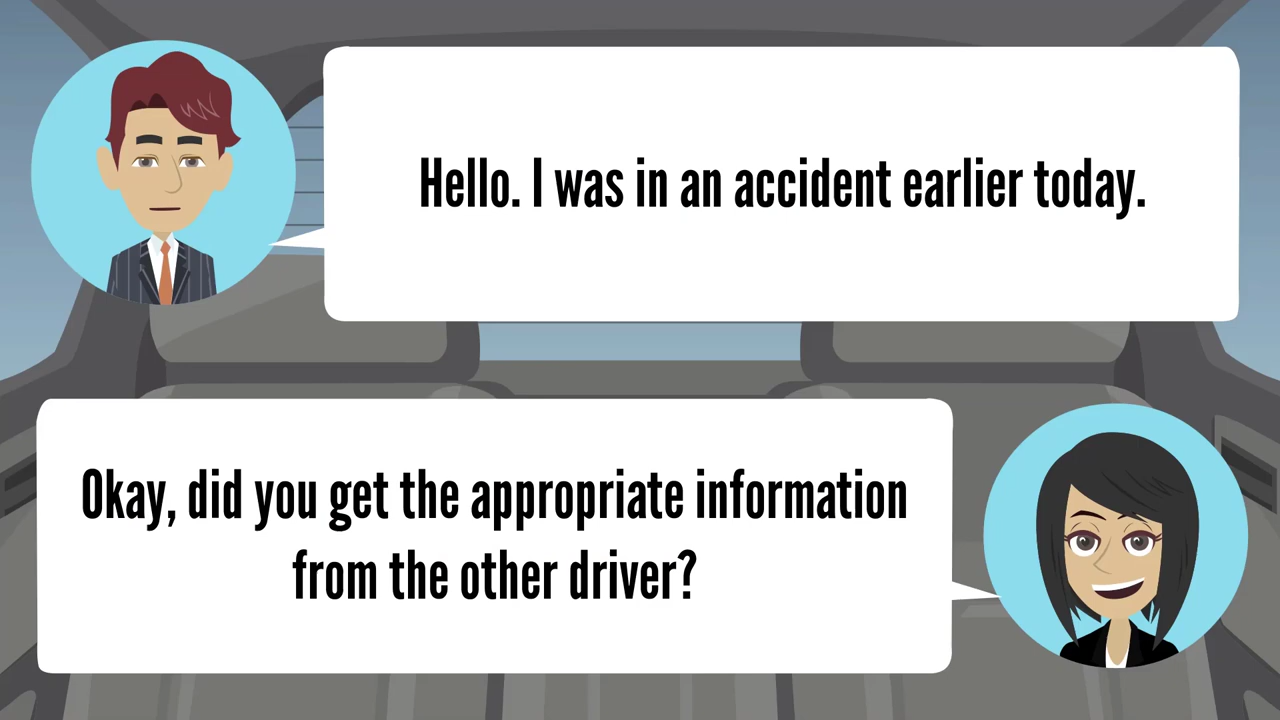 Hello. I was in an accident earlier today.
Okay, did you get the appropriate information
from the other driver?